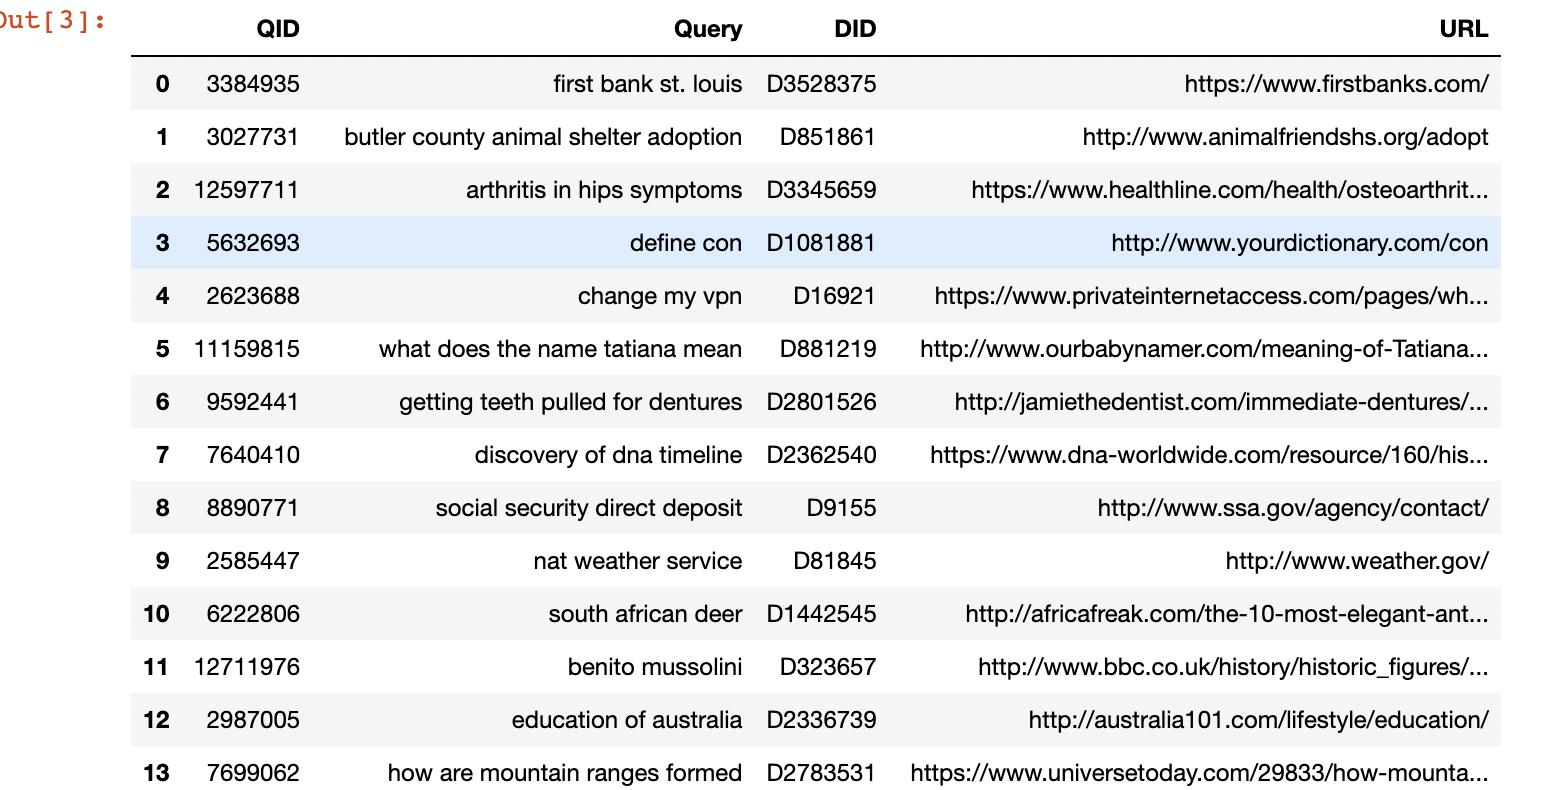 Out[3]:
QID Query DID URL
0 3384935 first bank st. louis D3528375 https://www.firstbanks.com/
1 3027731 butler county animal shelter adoption D851861 http://www.animalfriendshs.org/adopt
2 12597711 arthritis in hips symptoms D3345659 https://www.healthline.com/health/osteoarthrit...
3 5632693 define con D1081881 http://www.yourdictionary.com/con
4 2623688 change my vpn D16921 https://www.privateinternetaccess.com/pages/wh...
5 11159815 what does the name tatiana mean D881219 http://www.ourbabynamer.com/meaning-of-Tatiana...
6 9592441 getting teeth pulled for dentures D2801526 http://jamiethedentist.com/immediate-dentures/...
7 7640410 discovery of dna timeline D2362540 https://www.dna-worldwide.com/resource/160/his...
8 8890771 social security direct deposit D9155 http://www.ssa.gov/agency/contact/
9 2585447 nat weather service D81845 http://www.weather.gov/
10 6222806 south african deer D1442545 http://africafreak.com/the-10-most-elegant-ant...
11 12711976 benito mussolini D323657 http://www.bbc.co.uk/history/historic_figures/...
12 2987005 education of australia D2336739 http://australia101.com/lifestyle/education/
13 7699062 how are mountain ranges formed D2783531 https://www.universetoday.com/29833/how-mounta...